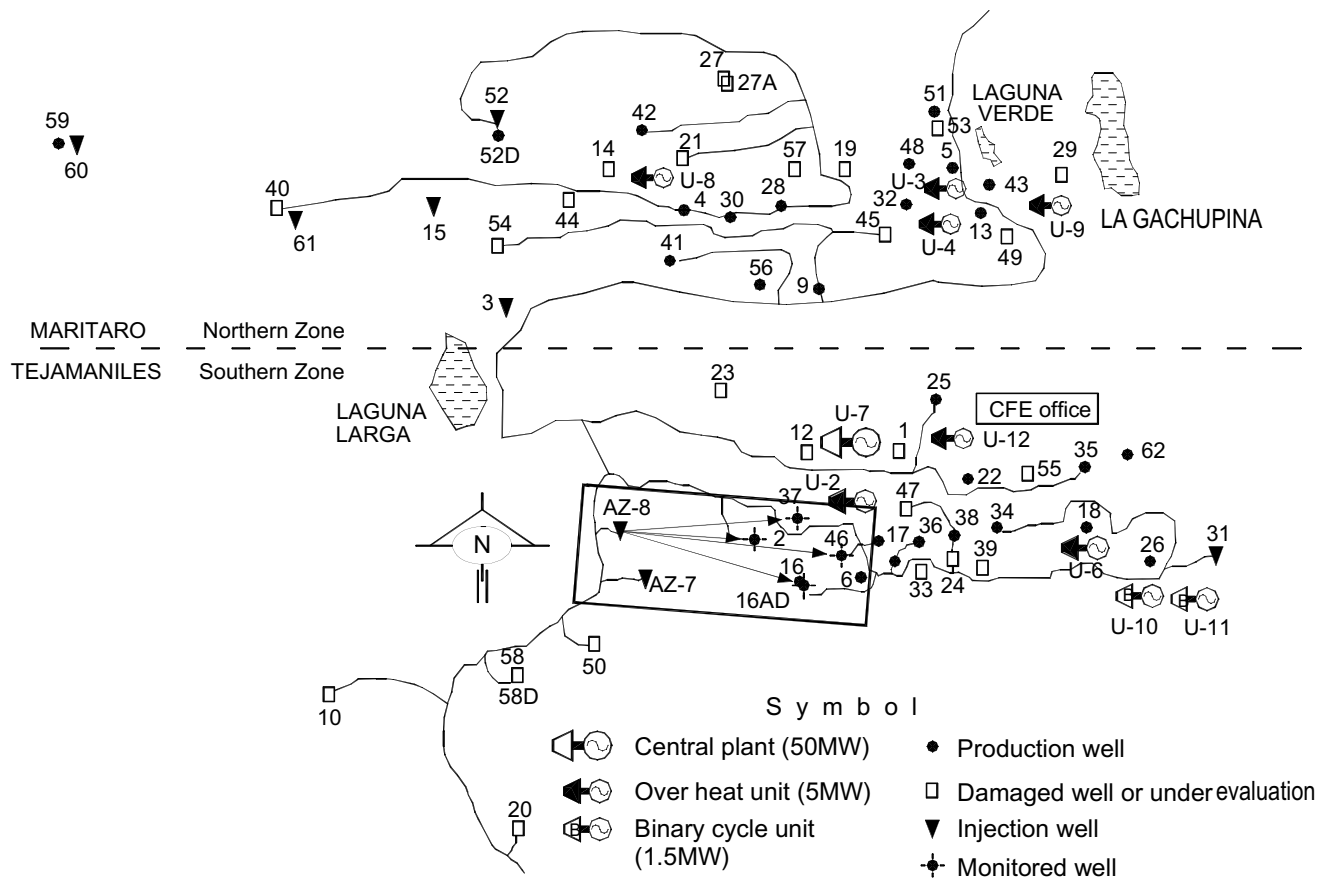 27
27A
52
42
51
LAGUNA
VERDE
53
59
60
52D
14
21
57
19
48
5
29
U-8
U-3
43
40
44
4
30
28
32
LA GACHUPINA
61
15
54
45
U-4
13
U-9
49
41
56
9
3
MARITARO
Northern Zone
TEJAMANILES
Southern Zone
23
25
LAGUNA
LARGA
CFE office
U-7
12
1
U-12
35
62
22
55
U-2
37
47
AZ-8
2
46
17
36
38
34
18
31
N
16
6
39
26
AZ-7
16AD
33
24
U-6
U-10
U-11
50
58
58D
10
20
Symbol
Central plant (50MW)
Production well
Over heat unit (5MW)
Damaged well or under evaluation
B
Binary cycle unit
(1.5MW)
Injection well
Monitored well